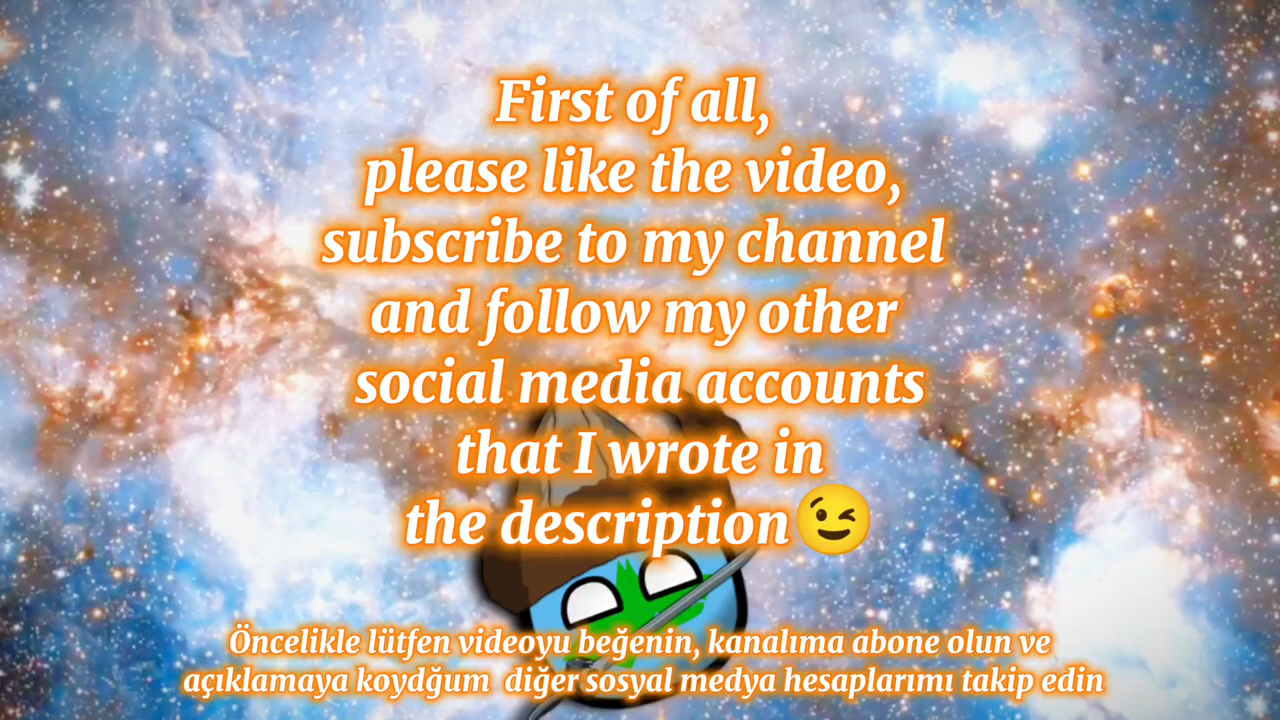 First of all,
please like the video,
subscribe to my channel
and follow my other
social media accounts
that I wrote in
the description😉
Öncelikle lütfen videoyu beğenin, kanalıma abone olun ve
açıklamaya koydğum diğer sosyal medya hesaplarımı takip edin